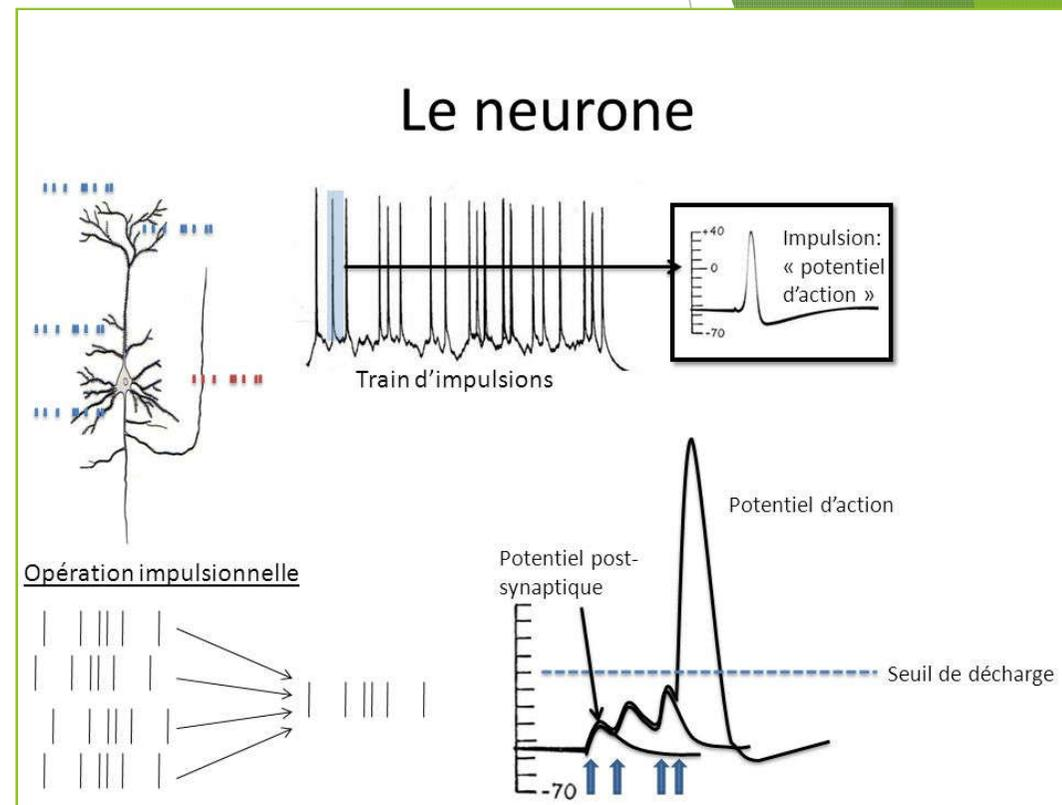 Le neurone
+40
0
-70
Impulsion:
« potentiel
d’action »
Train d’impulsions
Potentiel d’action
Potentiel post-
synaptique
Opération impulsionnelle
Seuil de décharge
-70